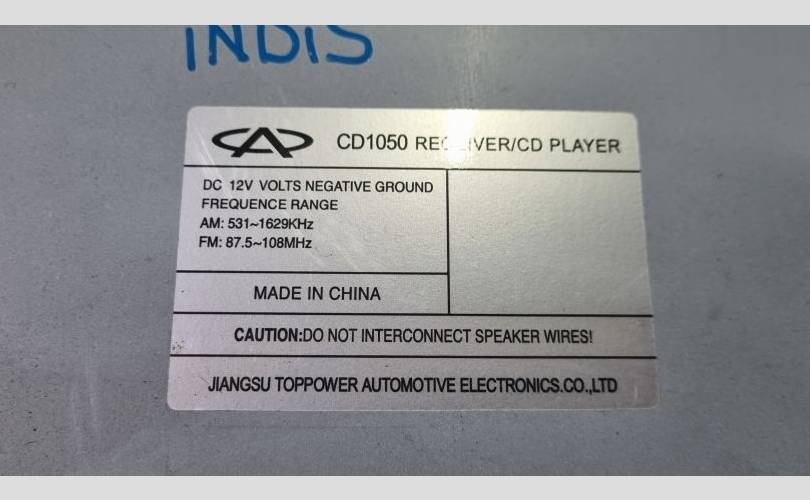 INDIS
CD1050 RECEIVER/CD PLAYER
DC 12V VOLTS NEGATIVE GROUND
FREQUENCE RANGE
AM: 531~1629KHz
FM: 87.5~108MHz
MADE IN CHINA
CAUTION:DO NOT INTERCONNECT SPEAKER WIRES!
JIANGSU TOPPOWER AUTOMOTIVE ELECTRONICS.CO.,LTD